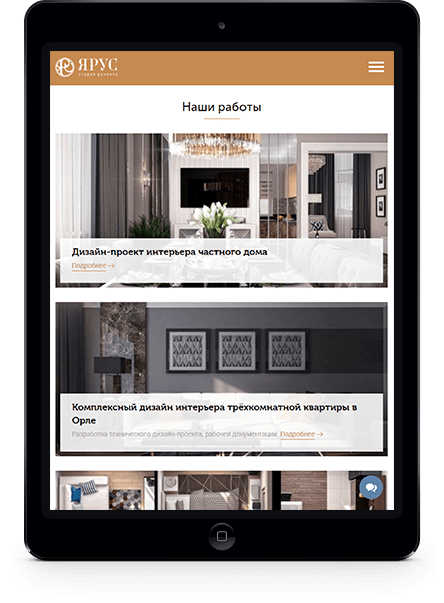 ЯРУС
студия ремонта
Наши работы
Дизайн-проект интерьера частного дома
Подробнее →
Комплексный дизайн интерьера трёхкомнатной квартиры в
Орле
Разработка технического дизайн-проекта, рабочей документации. Подробнее →